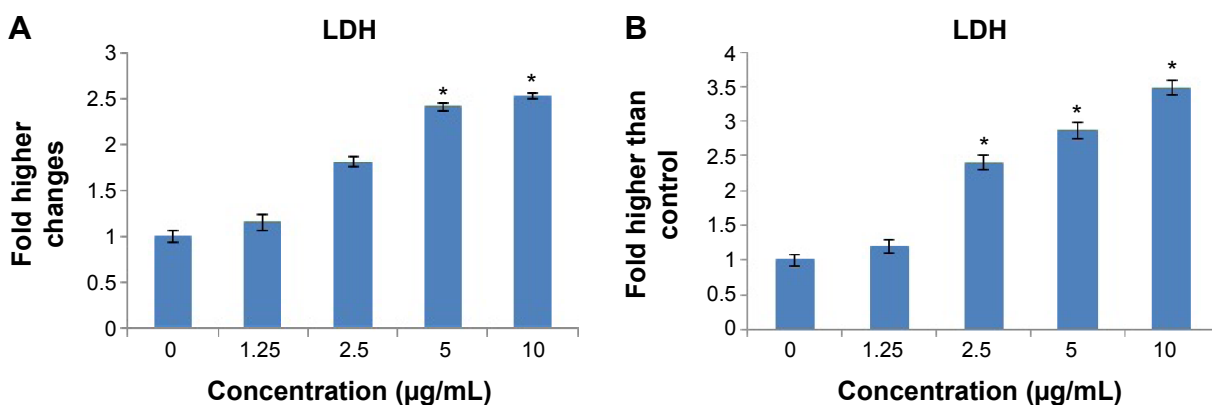 A
LDH
Fold higher
changes
3
2.5
2
1.5
1
0.5
0
* *
0 1.25 2.5 5 10
Concentration (µg/mL)
B
LDH
Fold higher than
control
4
3.5
3
2.5
2
1.5
1
0.5
0
* * *
0 1.25 2.5 5 10
Concentration (µg/mL)